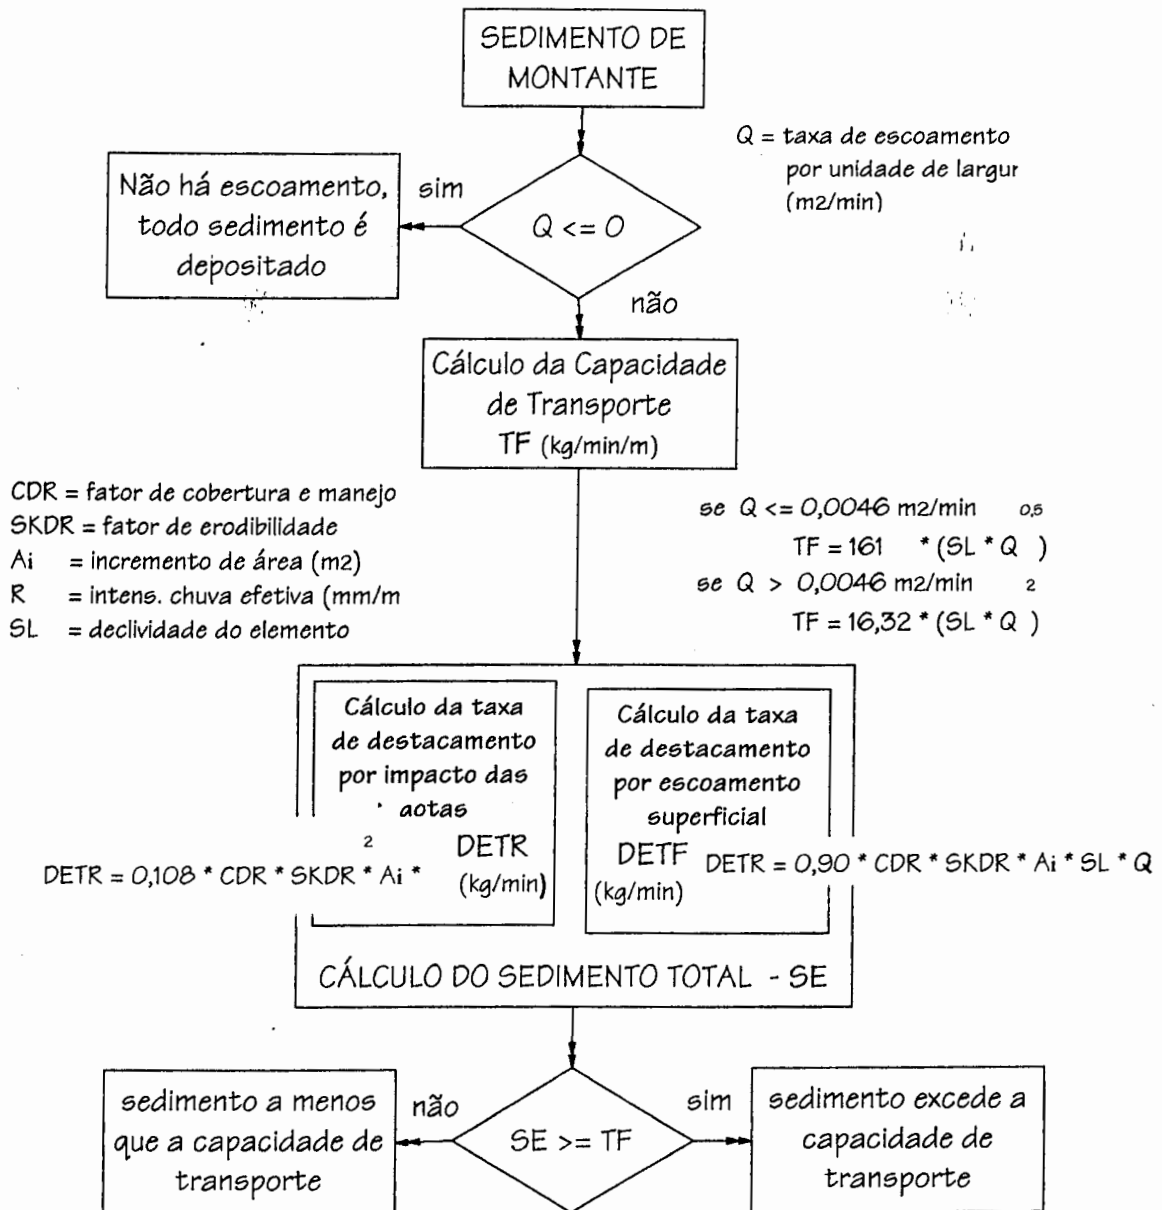 SEDIMENTO DE
MONTANTE
Q = taxa de escoamento
por unidade de largur
(m2/min)
Não há escoamento,
todo sedimento é
depositado
sim
Q <= 0
não
Cálculo da Capacidade
de Transporte
TF (kg/min/m)
CDR = fator de cobertura e manejo
SKDR = fator de erodibilidade
Ai = incremento de área (m2)
R = intens. chuva efetiva (mm/m
SL = declividade do elemento
se Q <= 0,0046 m2/min 0,5
TF = 161 * (SL * Q )
se Q > 0,0046 m2/min 2
TF = 16,32 * (SL * Q )
Cálculo da taxa
de destacamento
por impacto das
aotas
2
DETR = 0,108 * CDR * SKDR * Ai *
DETR
(kg/min)
Cálculo da taxa
de destacamento
por escoamento
superficial
DETF
(kg/min)
DETR = 0,90 * CDR * SKDR * Ai * SL * Q
CÁLCULO DO SEDIMENTO TOTAL - SE
sedimento a menos
que a capacidade de
transporte
não
SE >= TF
sim
sedimento excede a
capacidade de
transporte